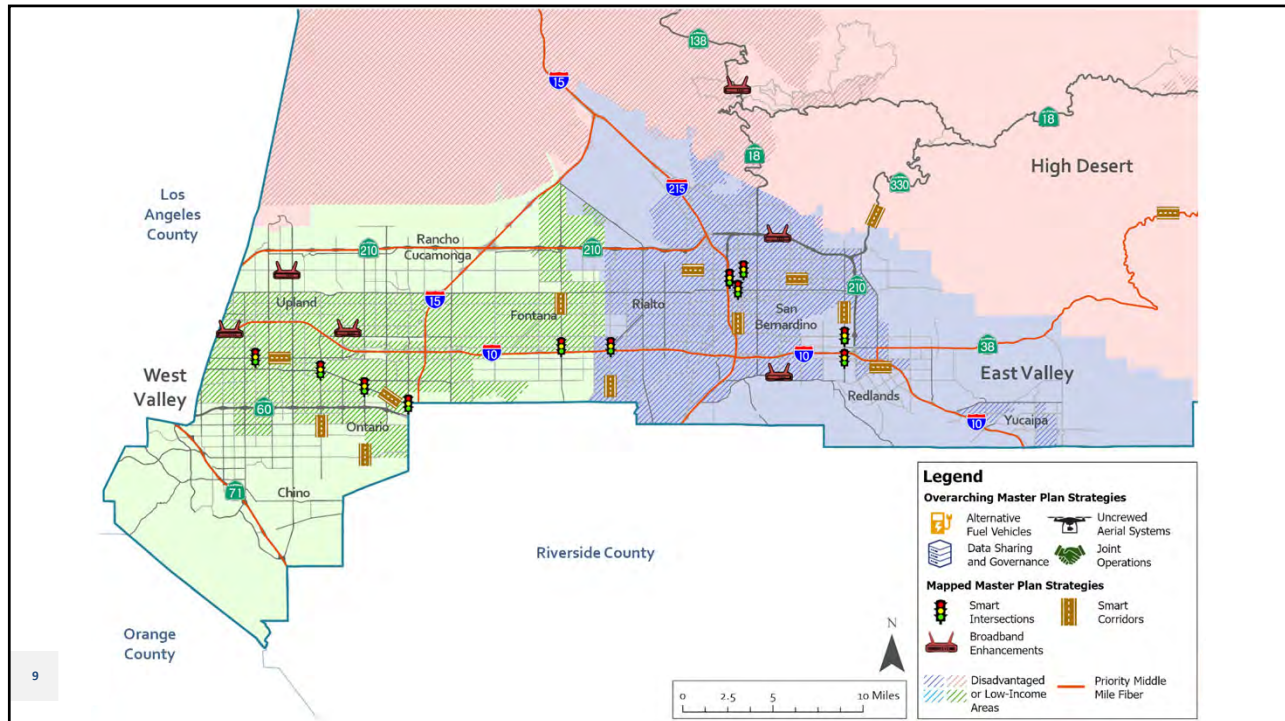 138
15
18
High Desert
18
330
215
Los
Angeles
County
Rancho
Cucamonga
210
210
210
Upland
15
Fontana
Rialto
San
Bernardino
10
10
38
West
Valley
East Valley
Redlands
60
Ontario
Yucaipa
10
71
Chino
Riverside County
Orange
County
Legend
Overarching Master Plan Strategies
Alternative
Fuel Vehicles
Uncrewed
Aerial Systems
Data Sharing
and Governance
Joint
Operations
Mapped Master Plan Strategies
Smart
Intersections
Smart
Corridors
Broadband
Enhancements
Disadvantaged
or Low-Income
Areas
Priority Middle
Mile Fiber
N
0 2.5 5 10 Miles
9